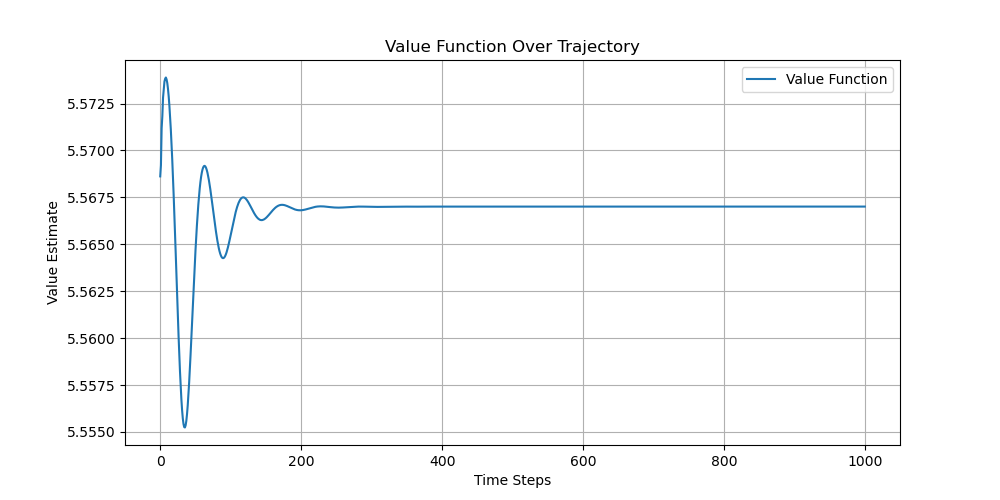 Value Function Over Trajectory
Value Function
Value Estimate
5.5725
5.5700
5.5675
5.5650
5.5625
5.5600
5.5575
5.5550
0 200 400 600 800 1000
Time Steps